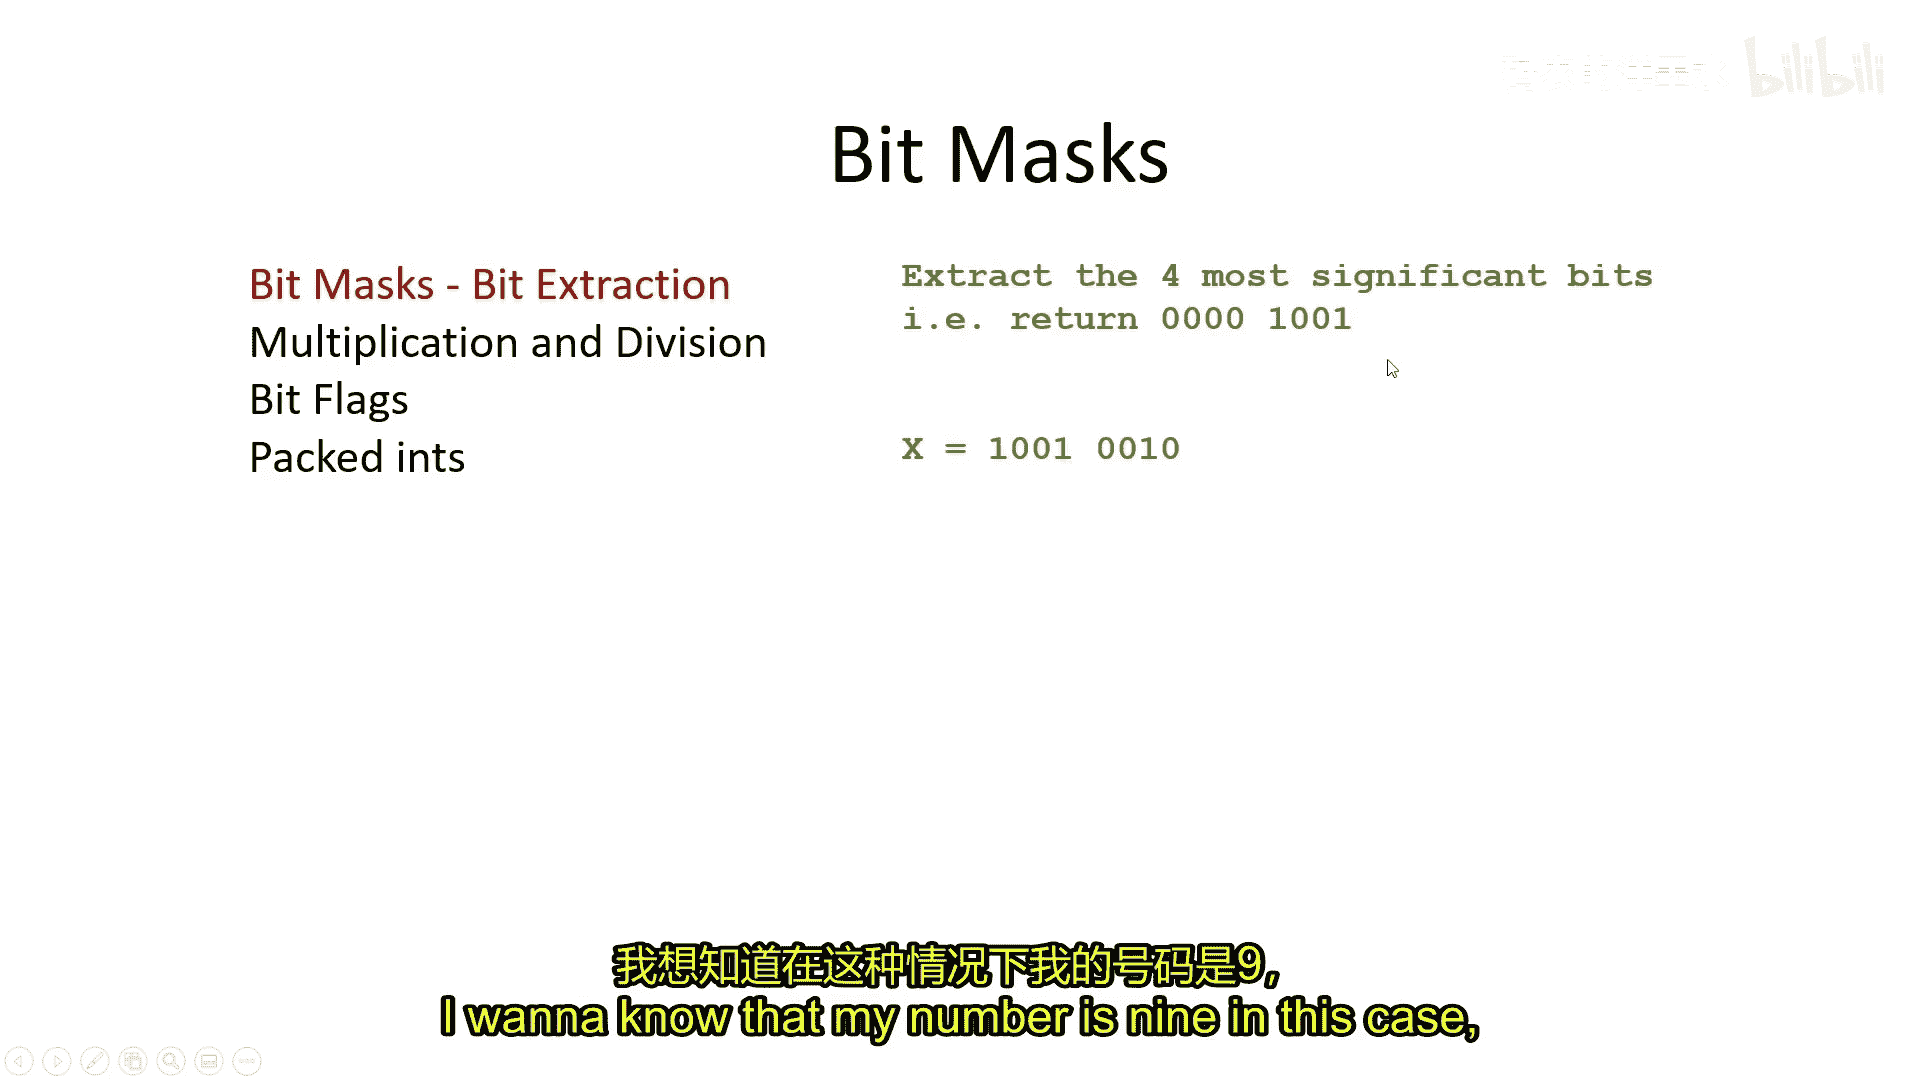 bilibili
Bit Masks
Bit Masks - Bit Extraction
Multiplication and Division
Bit Flags
Packed ints
Extract the 4 most significant bits
i.e. return 0000 1001
X = 1001 0010
我想知道在这种情况下我的号码是9,
I wanna know that my number is nine in this case,